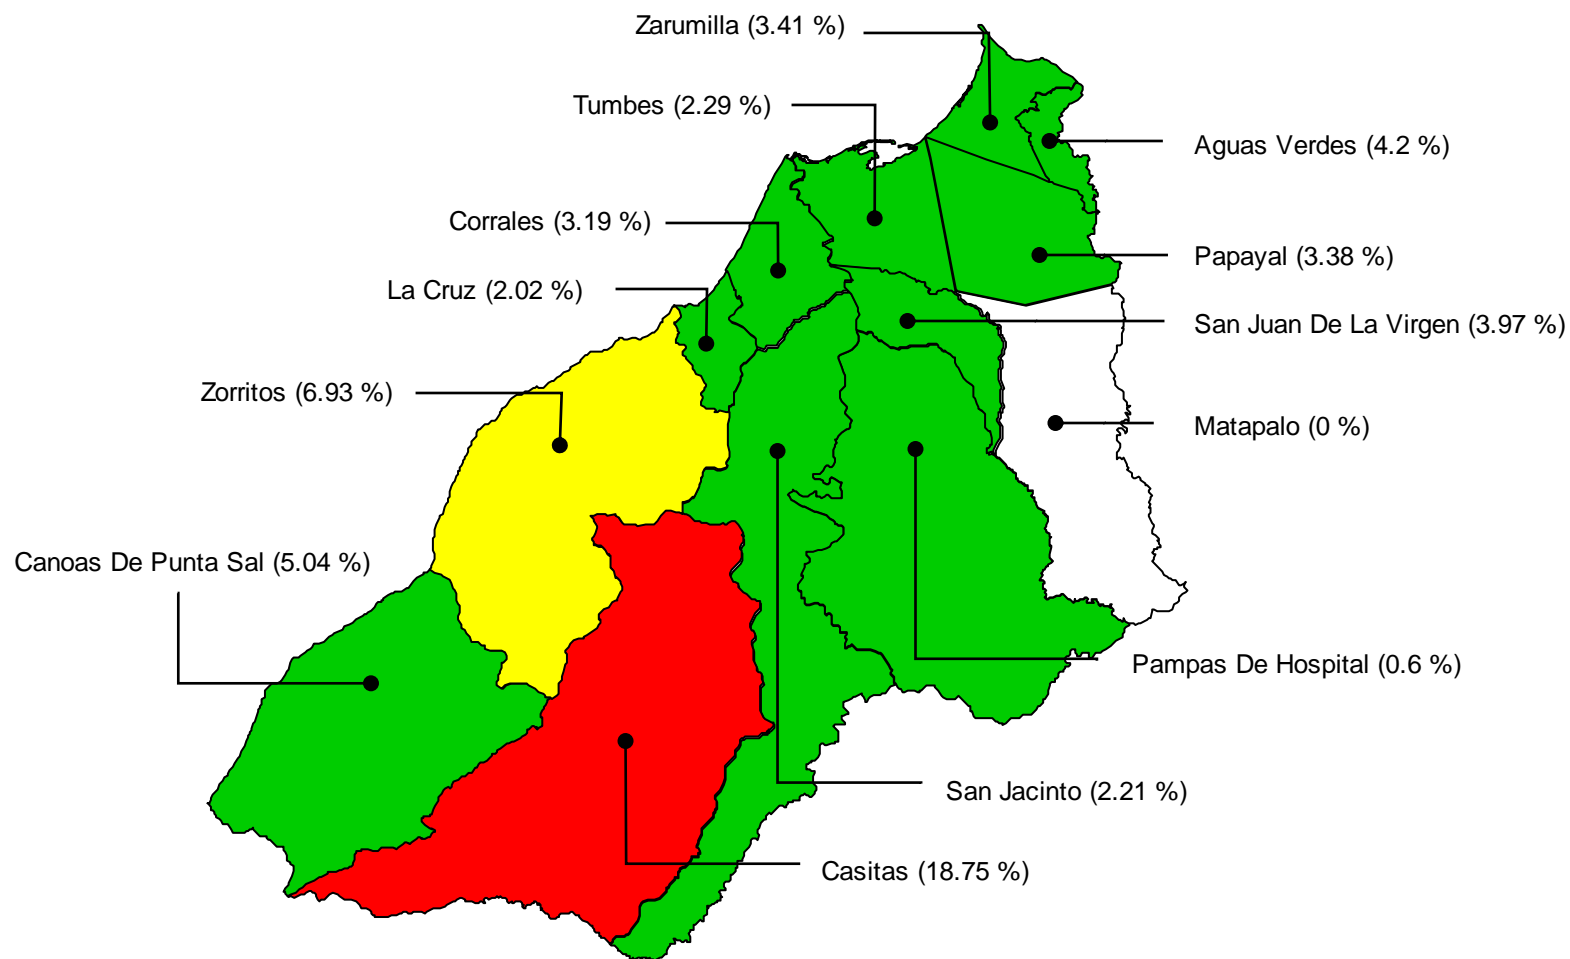 Zarumilla (3.41 %)
Tumbes (2.29 %)
Aguas Verdes (4.2 %)
Corrales (3.19 %)
Papayal (3.38 %)
La Cruz (2.02 %)
San Juan De La Virgen (3.97 %)
Zorritos (6.93 %)
Matapalo (0 %)
Canoas De Punta Sal (5.04 %)
Pampas De Hospital (0.6 %)
San Jacinto (2.21 %)
Casitas (18.75 %)